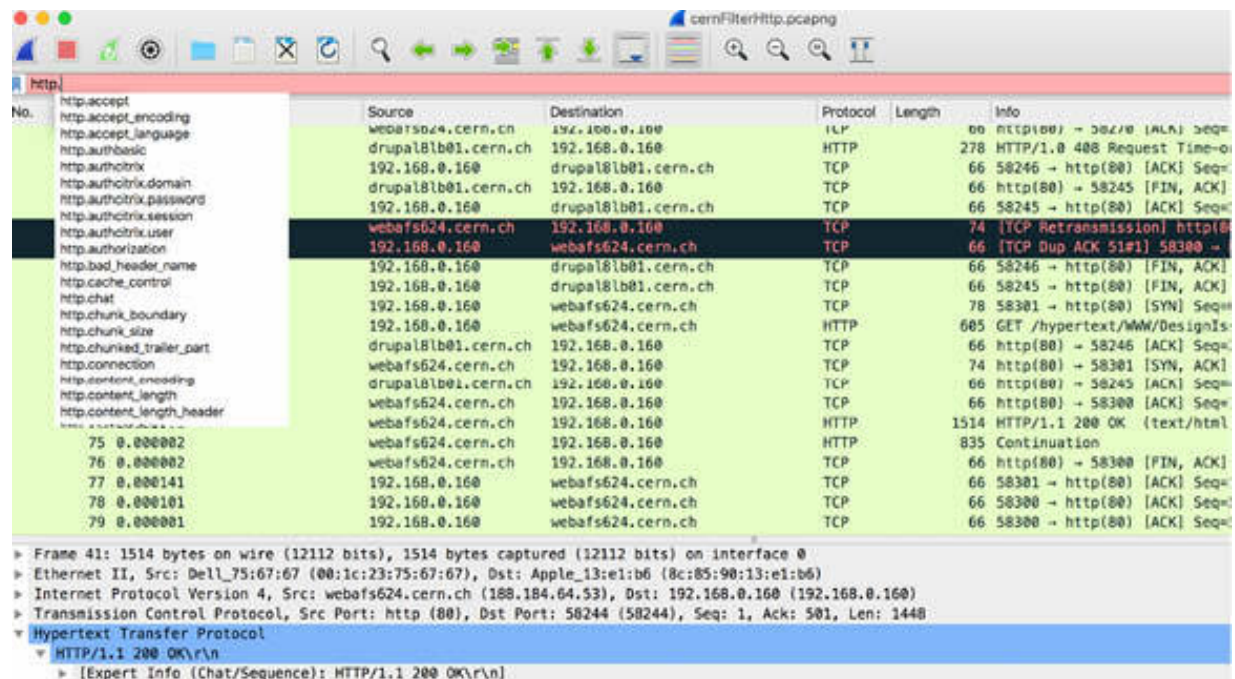 cernFilterHttp.pcapng
http.
No. Source Destination Protocol Length Info
http.accept
http.accept_encoding
http.accept_language
http.authbasic
http.authcitrix
http.authcitrix.domain
http.authcitrix.password
http.authcitrix.session
http.authcitrix.user
http.authorization
http.bad_header_name
http.cache_control
http.chat
http.chunk_boundary
http.chunk_size
http.chunked_trailer_part
http.connection
http.content_encoding
http.content_length
http.content_length_header
webafs624.cern.ch 192.168.0.160 TCP 66 http(80) → 58270 [ACK] Seq=
drupal8lb01.cern.ch 192.168.0.160 HTTP 278 HTTP/1.0 408 Request Time-o
192.168.0.160 drupal8lb01.cern.ch TCP 66 58246 → http(80) [ACK] Seq=
drupal8lb01.cern.ch 192.168.0.160 TCP 66 http(80) → 58245 [FIN, ACK]
192.168.0.160 drupal8lb01.cern.ch TCP 66 58245 → http(80) [ACK] Seq=
webafs624.cern.ch 192.168.0.160 TCP 74 [TCP Retransmission] http(8
192.168.0.160 webafs624.cern.ch TCP 66 [TCP Dup ACK 51#1] 58300 →
192.168.0.160 drupal8lb01.cern.ch TCP 66 58246 → http(80) [FIN, ACK]
192.168.0.160 drupal8lb01.cern.ch TCP 66 58245 → http(80) [FIN, ACK]
192.168.0.160 webafs624.cern.ch TCP 78 58301 → http(80) [SYN] Seq=
192.168.0.160 webafs624.cern.ch HTTP 605 GET /hypertext/WWW/DesignIs
drupal8lb01.cern.ch 192.168.0.160 TCP 66 http(80) → 58246 [ACK] Seq=
webafs624.cern.ch 192.168.0.160 TCP 74 http(80) → 58301 [SYN, ACK]
drupal8lb01.cern.ch 192.168.0.160 TCP 66 http(80) → 58245 [ACK] Seq=
webafs624.cern.ch 192.168.0.160 TCP 66 http(80) → 58300 [ACK] Seq=
webafs624.cern.ch 192.168.0.160 HTTP 1514 HTTP/1.1 200 OK (text/html
75 0.000002 webafs624.cern.ch 192.168.0.160 HTTP 835 Continuation
76 0.000002 webafs624.cern.ch 192.168.0.160 TCP 66 http(80) → 58300 [FIN, ACK]
77 0.000141 192.168.0.160 webafs624.cern.ch TCP 66 58301 → http(80) [ACK] Seq=
78 0.000101 192.168.0.160 webafs624.cern.ch TCP 66 58300 → http(80) [ACK] Seq=
79 0.000001 192.168.0.160 webafs624.cern.ch TCP 66 58300 → http(80) [ACK] Seq=
Frame 41: 1514 bytes on wire (12112 bits), 1514 bytes captured (12112 bits) on interface 0
Ethernet II, Src: Dell_75:67:67 (00:1c:23:75:67:67), Dst: Apple_13:e1:b6 (8c:85:90:13:e1:b6)
Internet Protocol Version 4, Src: webafs624.cern.ch (188.184.64.53), Dst: 192.168.0.160 (192.168.0.160)
Transmission Control Protocol, Src Port: http (80), Dst Port: 58244 (58244), Seq: 1, Ack: 501, Len: 1448
Hypertext Transfer Protocol
HTTP/1.1 200 OK\r\n
[Expert Info (Chat/Sequence): HTTP/1.1 200 OK\r\n]